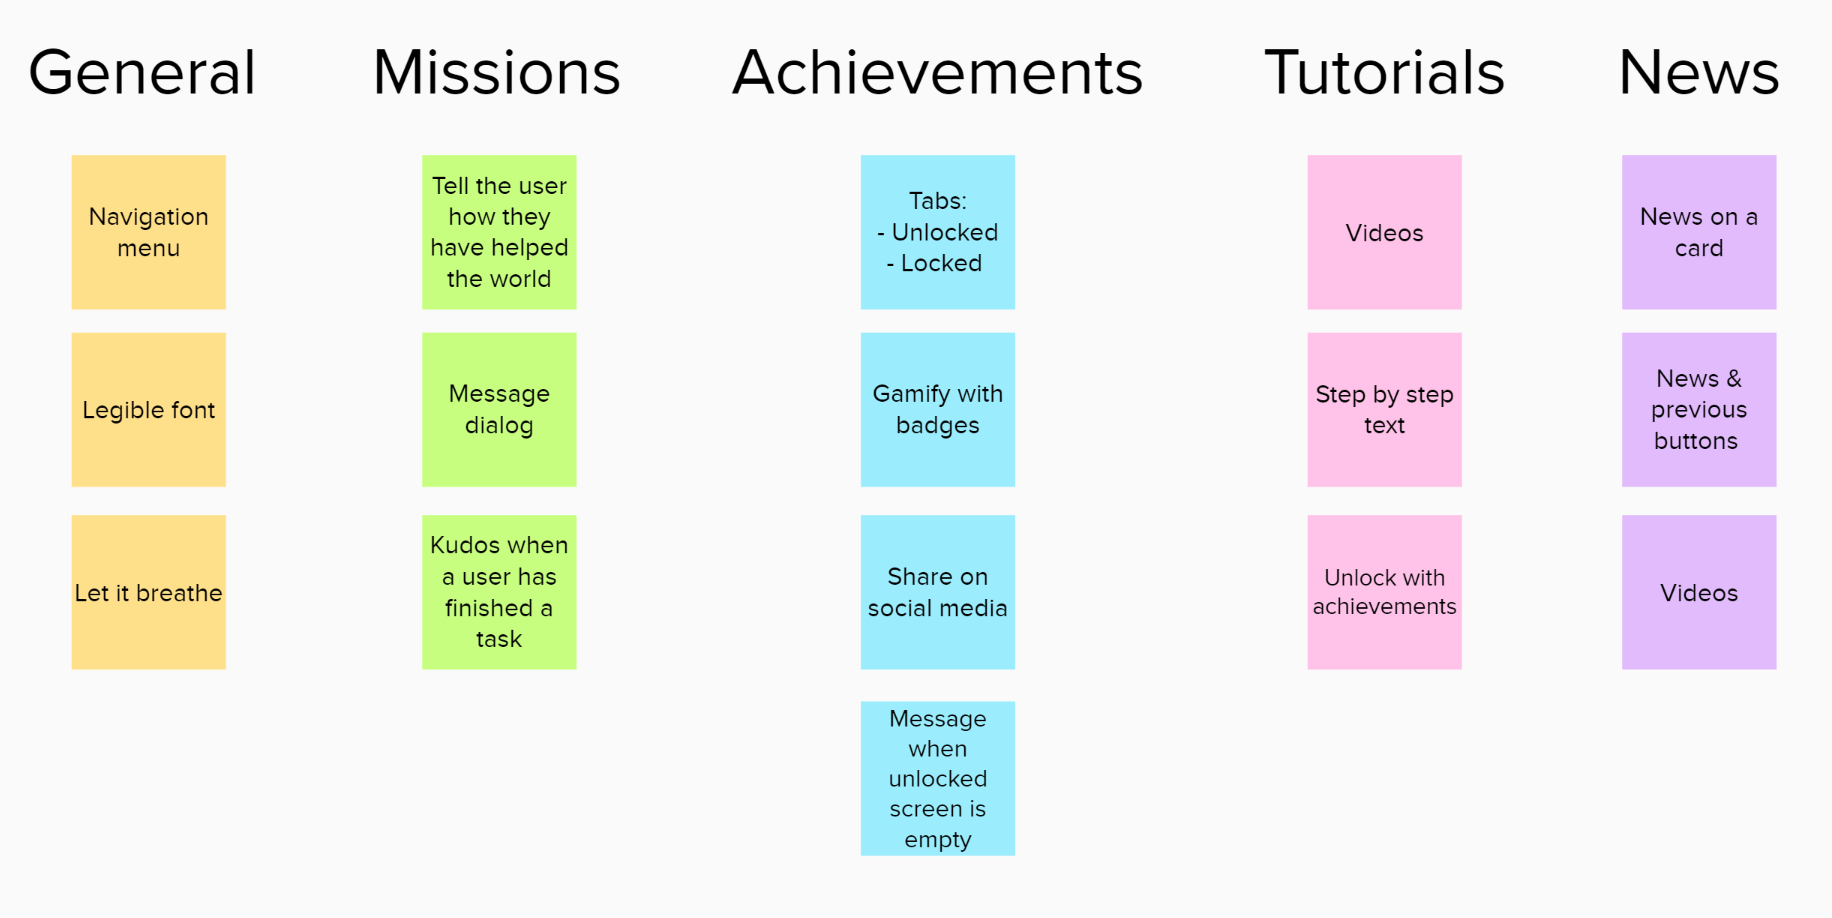 General
Missions
Achievements
Tutorials
News
Navigation
menu
Legible font
Let it breathe
Tell the user
how they
have helped
the world
Message
dialog
Kudos when
a user has
finished a
task
Tabs:
- Unlocked
- Locked
Gamify with
badges
Share on
social media
Message
when
unlocked
screen is
empty
Videos
Step by step
text
Unlock with
achievements
News on a
card
News &
previous
buttons
Videos